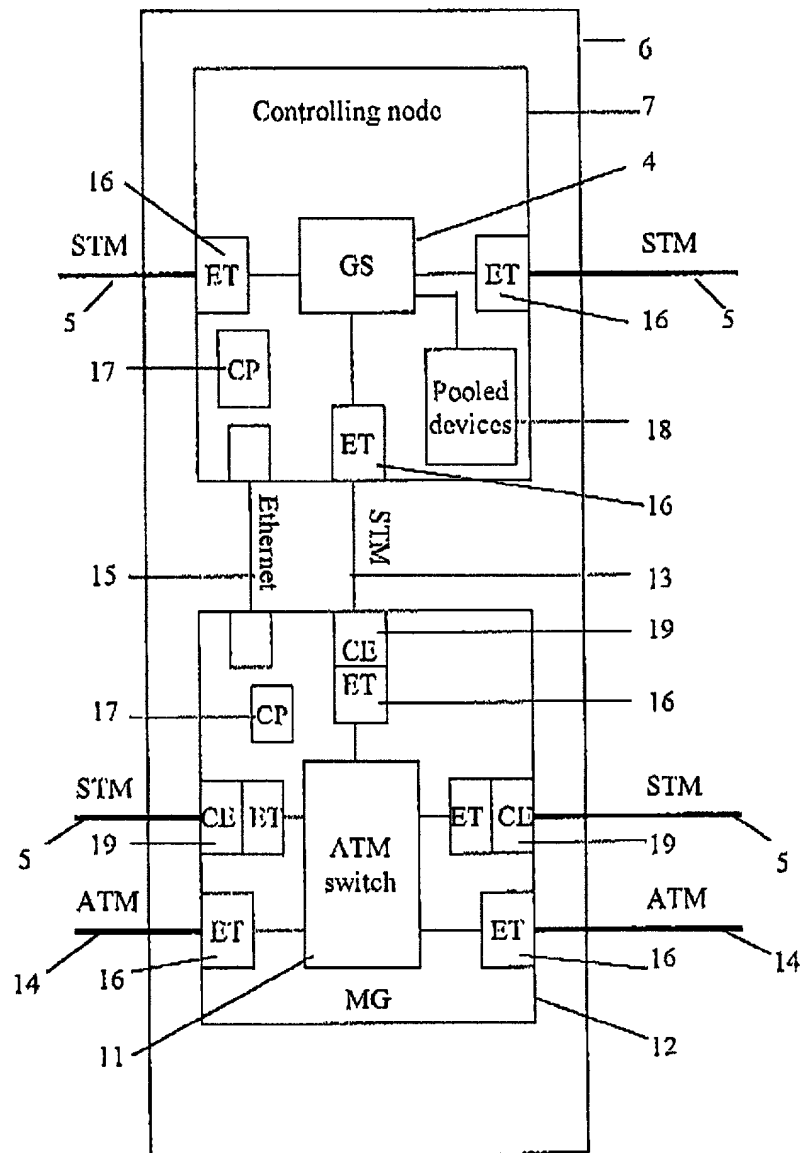 6
Controlling node
7
16
4
STM
STM
ET
GS
ET
5
16
5
17
CP
Pooled
devices
18
ET
16
Ethernet
STM
15
13
CE
19
ET
16
17
CP
STM
STM
CE
ET
ET
CE
5
19
ATM
switch
19
5
ATM
ATM
ET
ET
14
16
16
14
MG
11
12